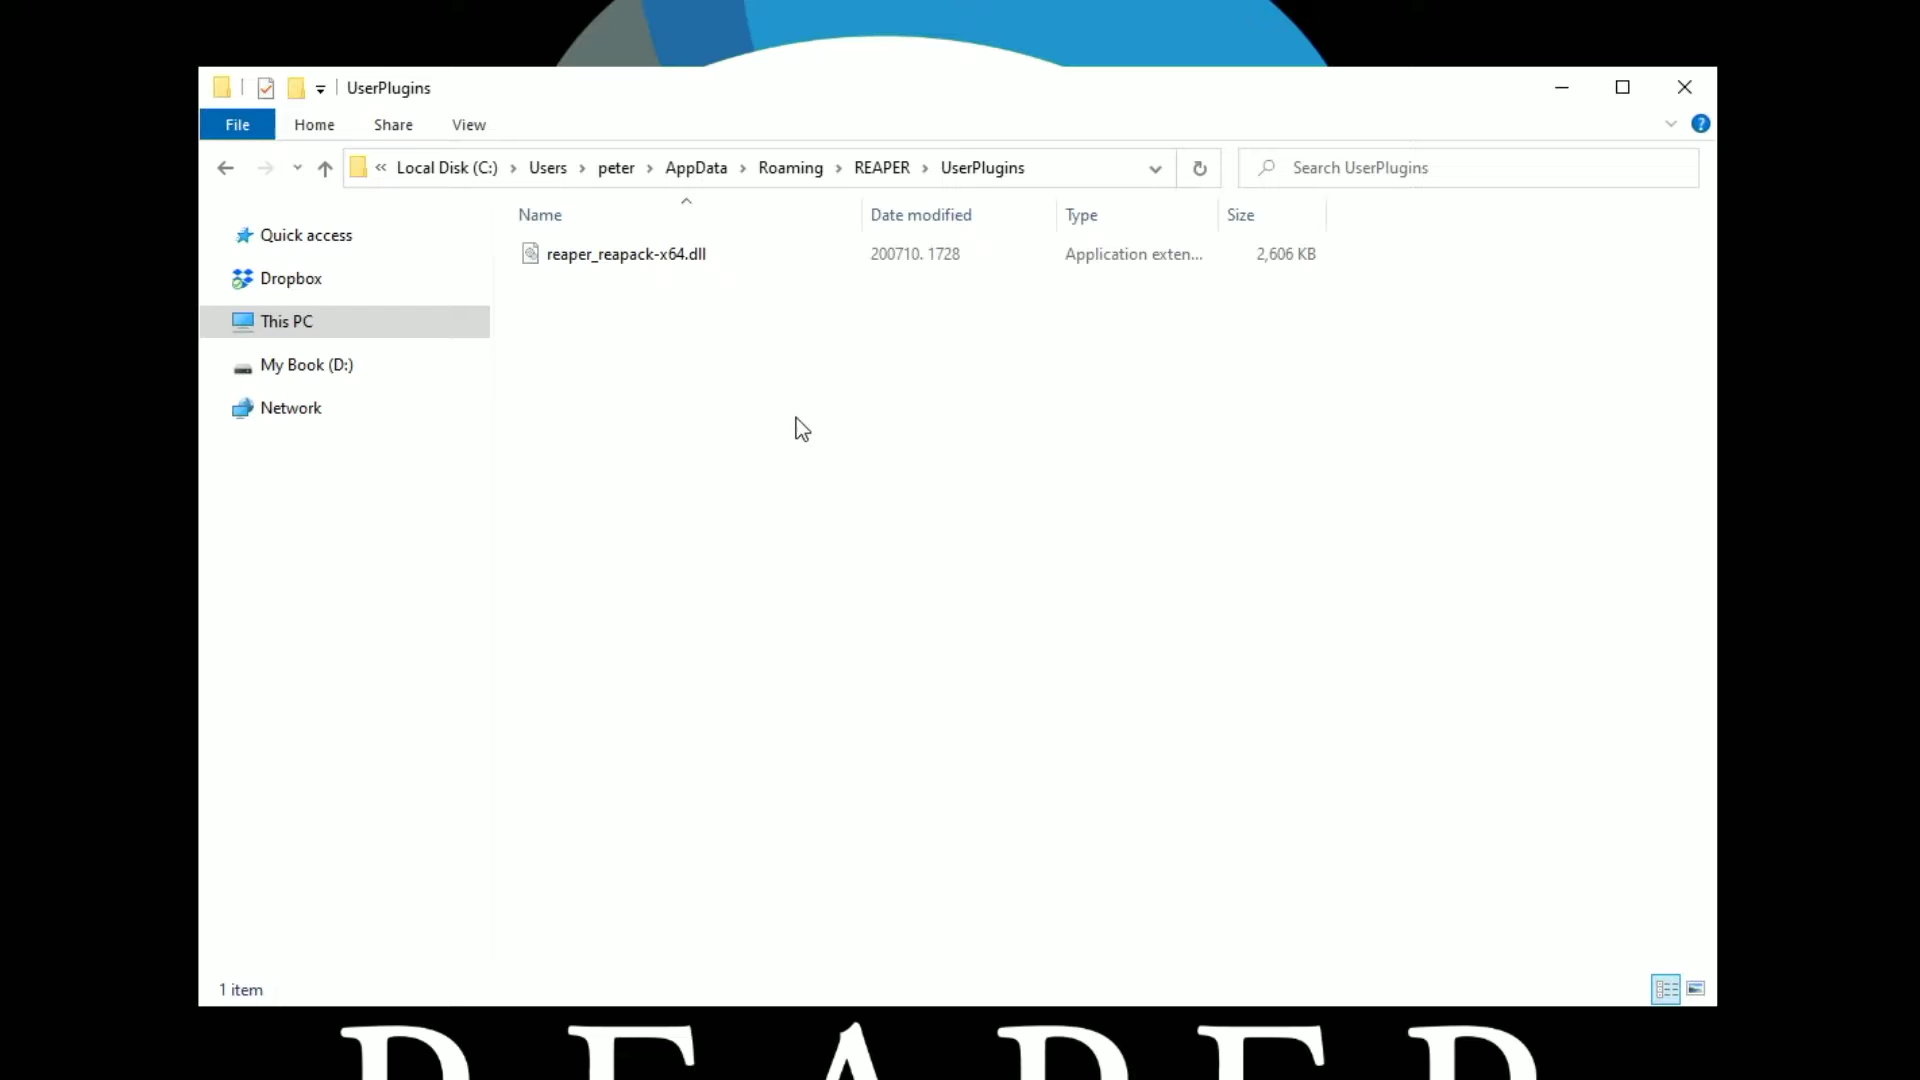 UserPlugins
File Home Share View
« Local Disk (C:) › Users › peter › AppData › Roaming › REAPER › UserPlugins
Search UserPlugins
Name Date modified Type Size
reaper_reapack-x64.dll 200710. 1728 Application exten... 2,606 KB
Quick access
Dropbox
This PC
My Book (D:)
Network
1 item
REAPER